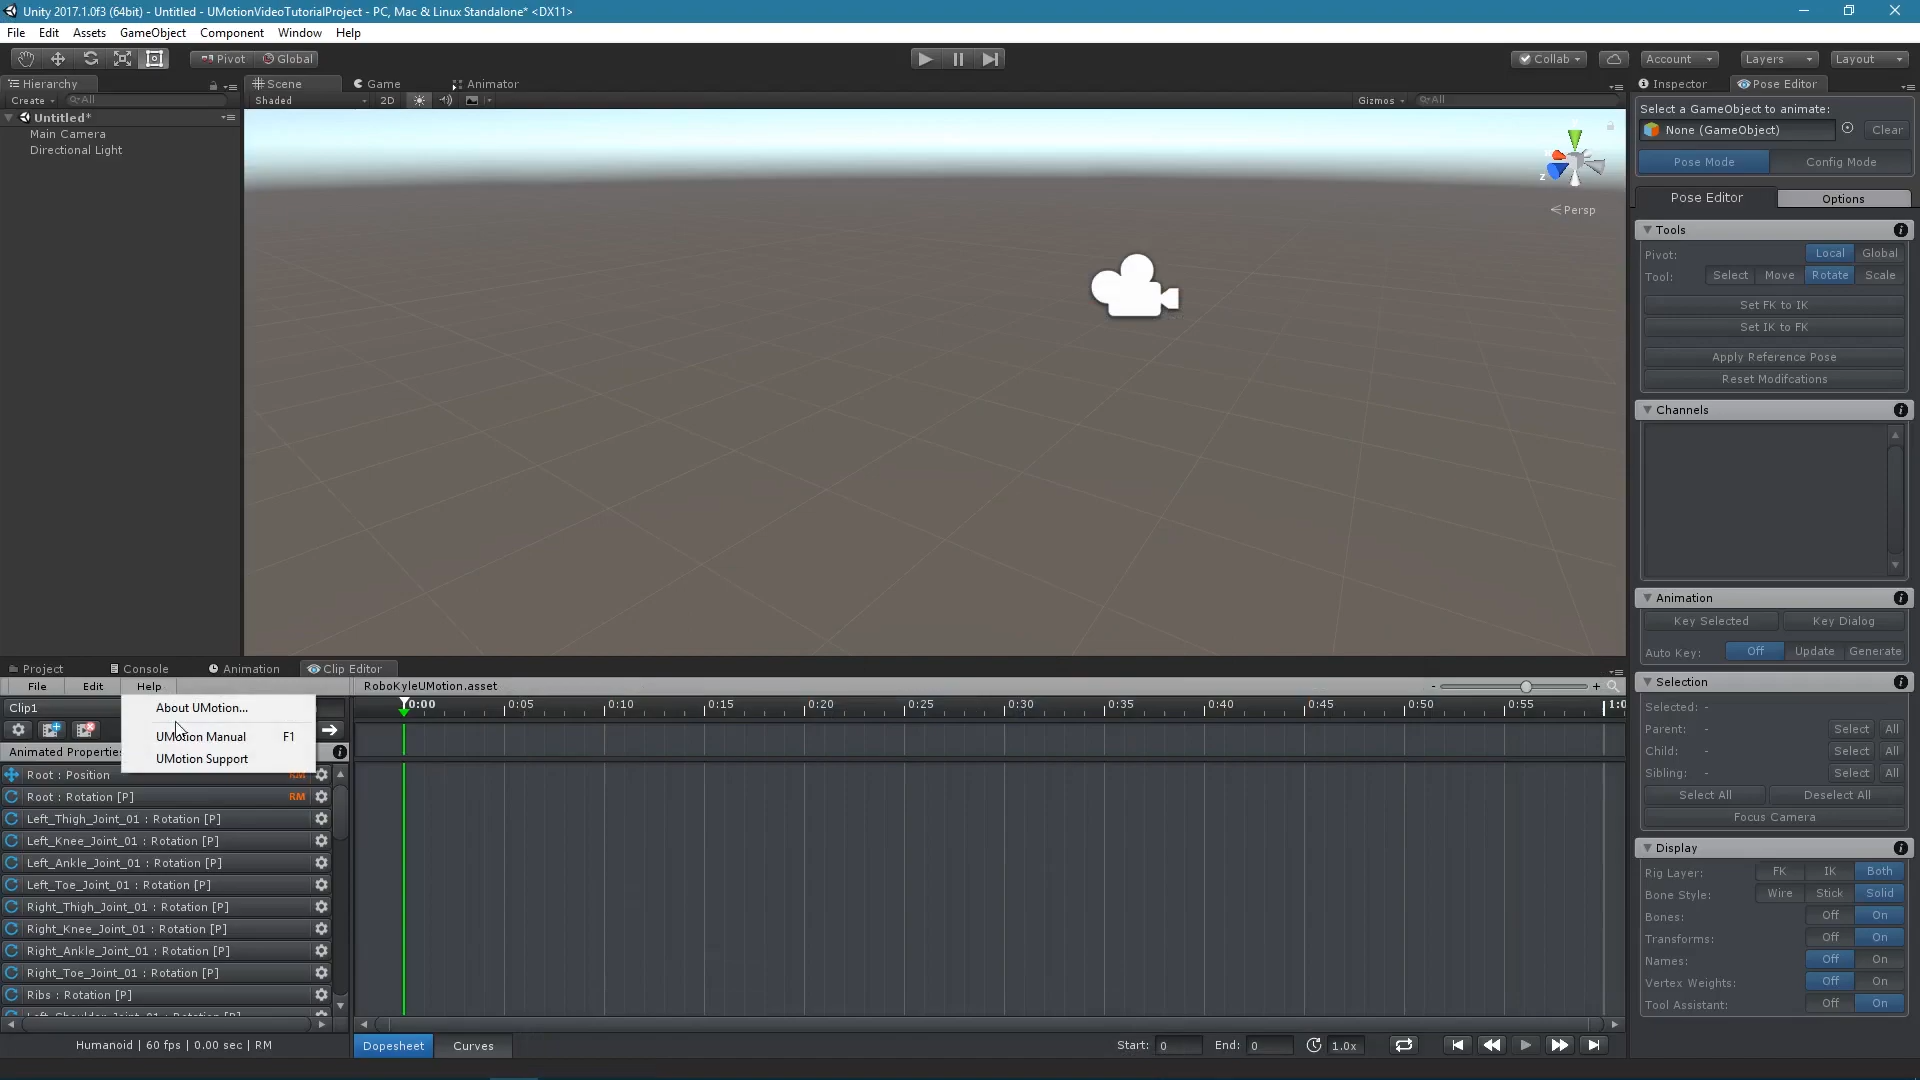 Unity 2017.1.0f3 (64bit) - Untitled - UMotionVideoTutorialProject - PC, Mac & Linux Standalone* <DX11>
File Edit Assets GameObject Component Window Help
Pivot Global Collab Account Layers Layout
Hierarchy Scene Game Animator Inspector Pose Editor
Create All Shaded 2D Gizmos All
Untitled*
Main Camera
Directional Light
z
Persp
Select a GameObject to animate:
None (GameObject) Clear
Pose Mode Config Mode
Pose Editor Options
Tools
Pivot: Local Global
Tool: Select Move Rotate Scale
Set FK to IK
Set IK to FK
Apply Reference Pose
Reset Modifcations
Channels
Animation
Key Selected Key Dialog
Auto Key: Off Update Generate
Selection
Selected: -
Parent: - Select All
Child: - Select All
Sibling: - Select All
Select All Deselect All
Focus Camera
Display
Rig Layer: FK IK Both
Bone Style: Wire Stick Solid
Bones: Off On
Transforms: Off On
Names: Off On
Vertex Weights: Off On
Tool Assistant: Off On
Project Console Animation Clip Editor
File Edit Help RoboKyleUMotion.asset - +
Clip1
About UMotion...
UMotion Manual F1
UMotion Support
0:00 0:05 0:10 0:15 0:20 0:25 0:30 0:35 0:40 0:45 0:50 0:55 1:0
Animated Properties
Root : Position RM
Root : Rotation [P] RM
Left_Thigh_Joint_01 : Rotation [P]
Left_Knee_Joint_01 : Rotation [P]
Left_Ankle_Joint_01 : Rotation [P]
Left_Toe_Joint_01 : Rotation [P]
Right_Thigh_Joint_01 : Rotation [P]
Right_Knee_Joint_01 : Rotation [P]
Right_Ankle_Joint_01 : Rotation [P]
Right_Toe_Joint_01 : Rotation [P]
Ribs : Rotation [P]
Left_Shoulder_Joint_01 : Rotation [P]
Humanoid | 60 fps | 0.00 sec | RM
Dopesheet Curves Start: 0 End: 0 1.0x